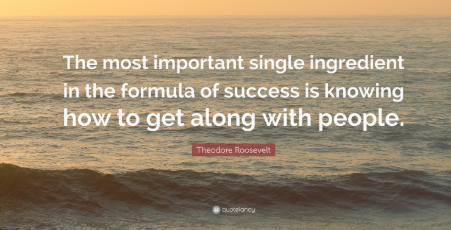 The most important single ingredient
in the formula of success is knowing
how to get along with people.
Theodore Roosevelt
quotefancy